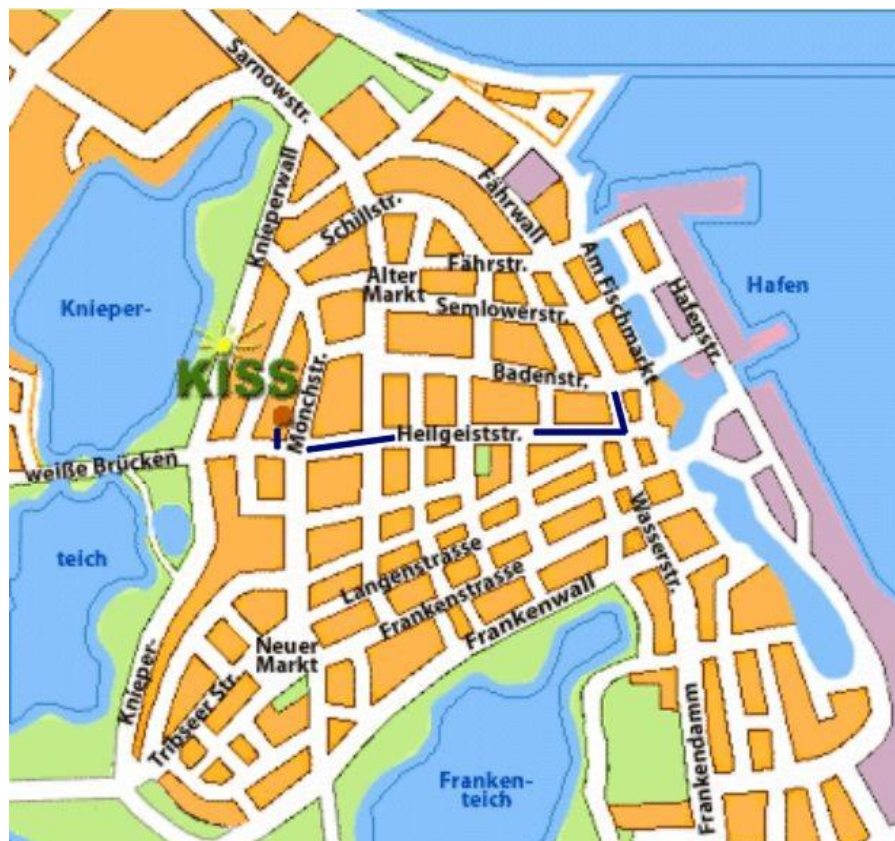 Sarnowstr.
Knieperwall
Schillstr.
Fährwall
Fährstr.
Alter
Markt
Semlowerstr.
Am Fischmarkt
Hafenstr.
Hafen
Knieper-
KISS
Mönchstr.
Badenstr.
Heilgeiststr.
weiße Brücken
teich
Wasserstr.
Langenstrasse
Frankenstrasse
Frankenwall
Neuer
Markt
Knieper-
Tribseer Str.
Franken-
teich
Frankendamm